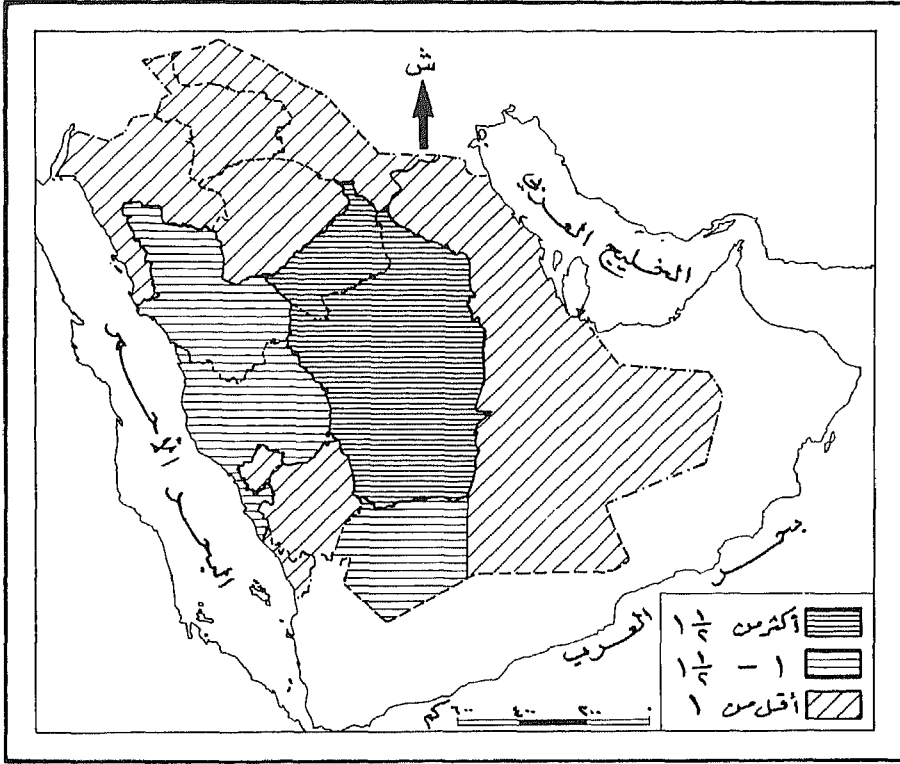 ش
الخليج العربي
البحر الأحمر
بحر العرب
أكثر من ١ ١/٢
١ - ١ ١/٢
أقل من ١
٠ ٢٠٠ ٤٠٠ ٦٠٠ كم